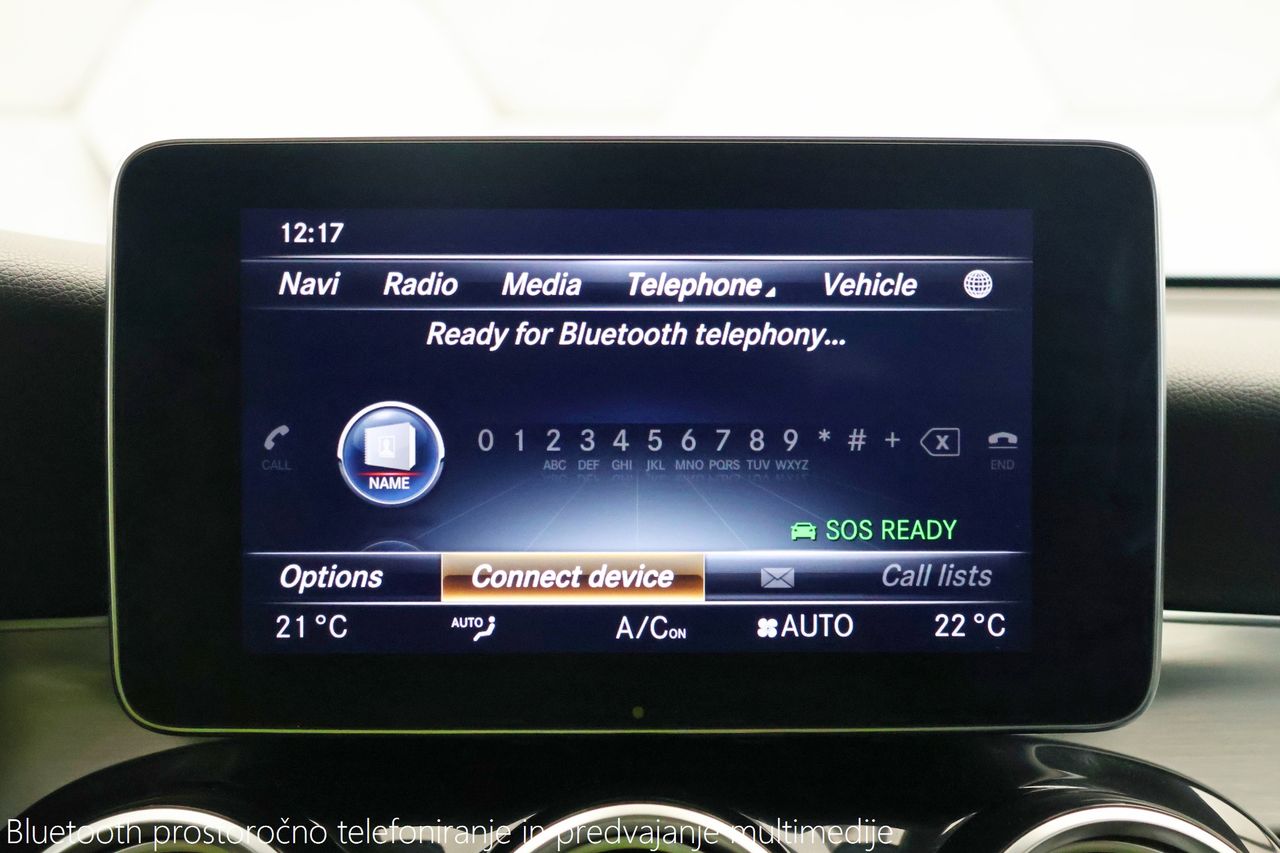 12:17
Navi Radio Media Telephone Vehicle
Ready for Bluetooth telephony...
0 1 2 3 4 5 6 7 8 9 * # + X
CALL ABC DEF GHI JKL MNO PQRS TUV WXYZ END
NAME
SOS READY
Options Connect device Call lists
21 °C AUTO A/C ON AUTO 22 °C
Bluetooth prostoročno telefoniranje in predvajanje multimedije